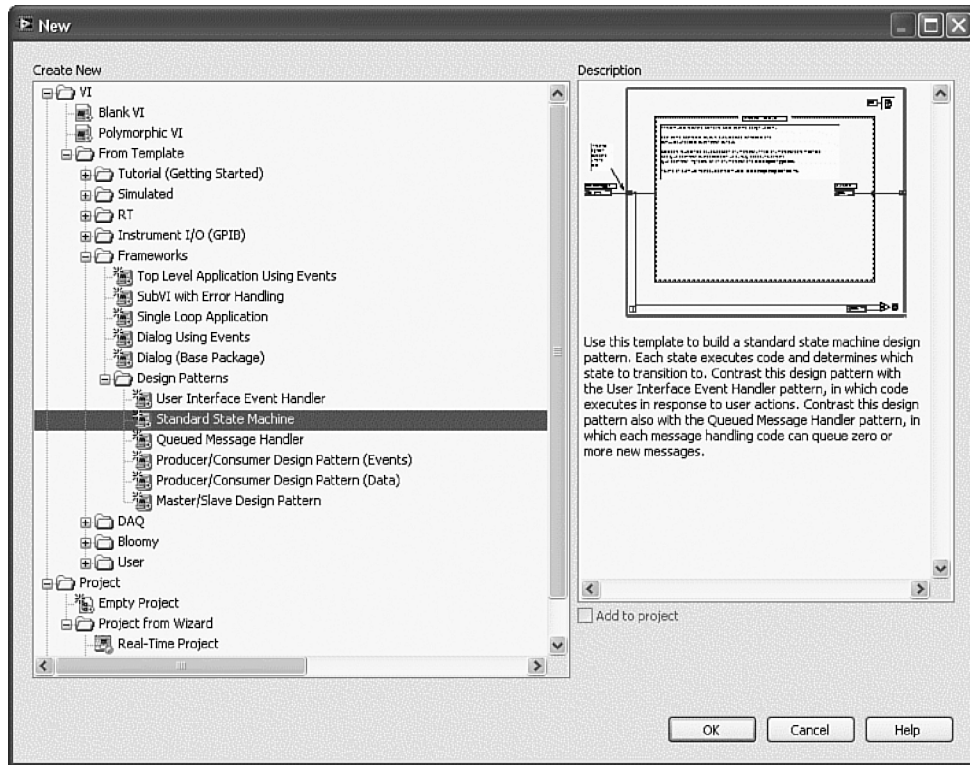 New
Create New
VI
Blank VI
Polymorphic VI
From Template
Tutorial (Getting Started)
Simulated
RT
Instrument I/O (GPIB)
Frameworks
Top Level Application Using Events
SubVI with Error Handling
Single Loop Application
Dialog Using Events
Dialog (Base Package)
Design Patterns
User Interface Event Handler
Standard State Machine
Queued Message Handler
Producer/Consumer Design Pattern (Events)
Producer/Consumer Design Pattern (Data)
Master/Slave Design Pattern
DAQ
Bloomy
User
Project
Empty Project
Project from Wizard
Real-Time Project
Description
Use this template to build a standard state machine design
pattern. Each state executes code and determines which
state to transition to. Contrast this design pattern with
the User Interface Event Handler pattern, in which code
executes in response to user actions. Contrast this design
pattern also with the Queued Message Handler pattern, in
which each message handling code can queue zero or
more new messages.
Add to project
OK
Cancel
Help